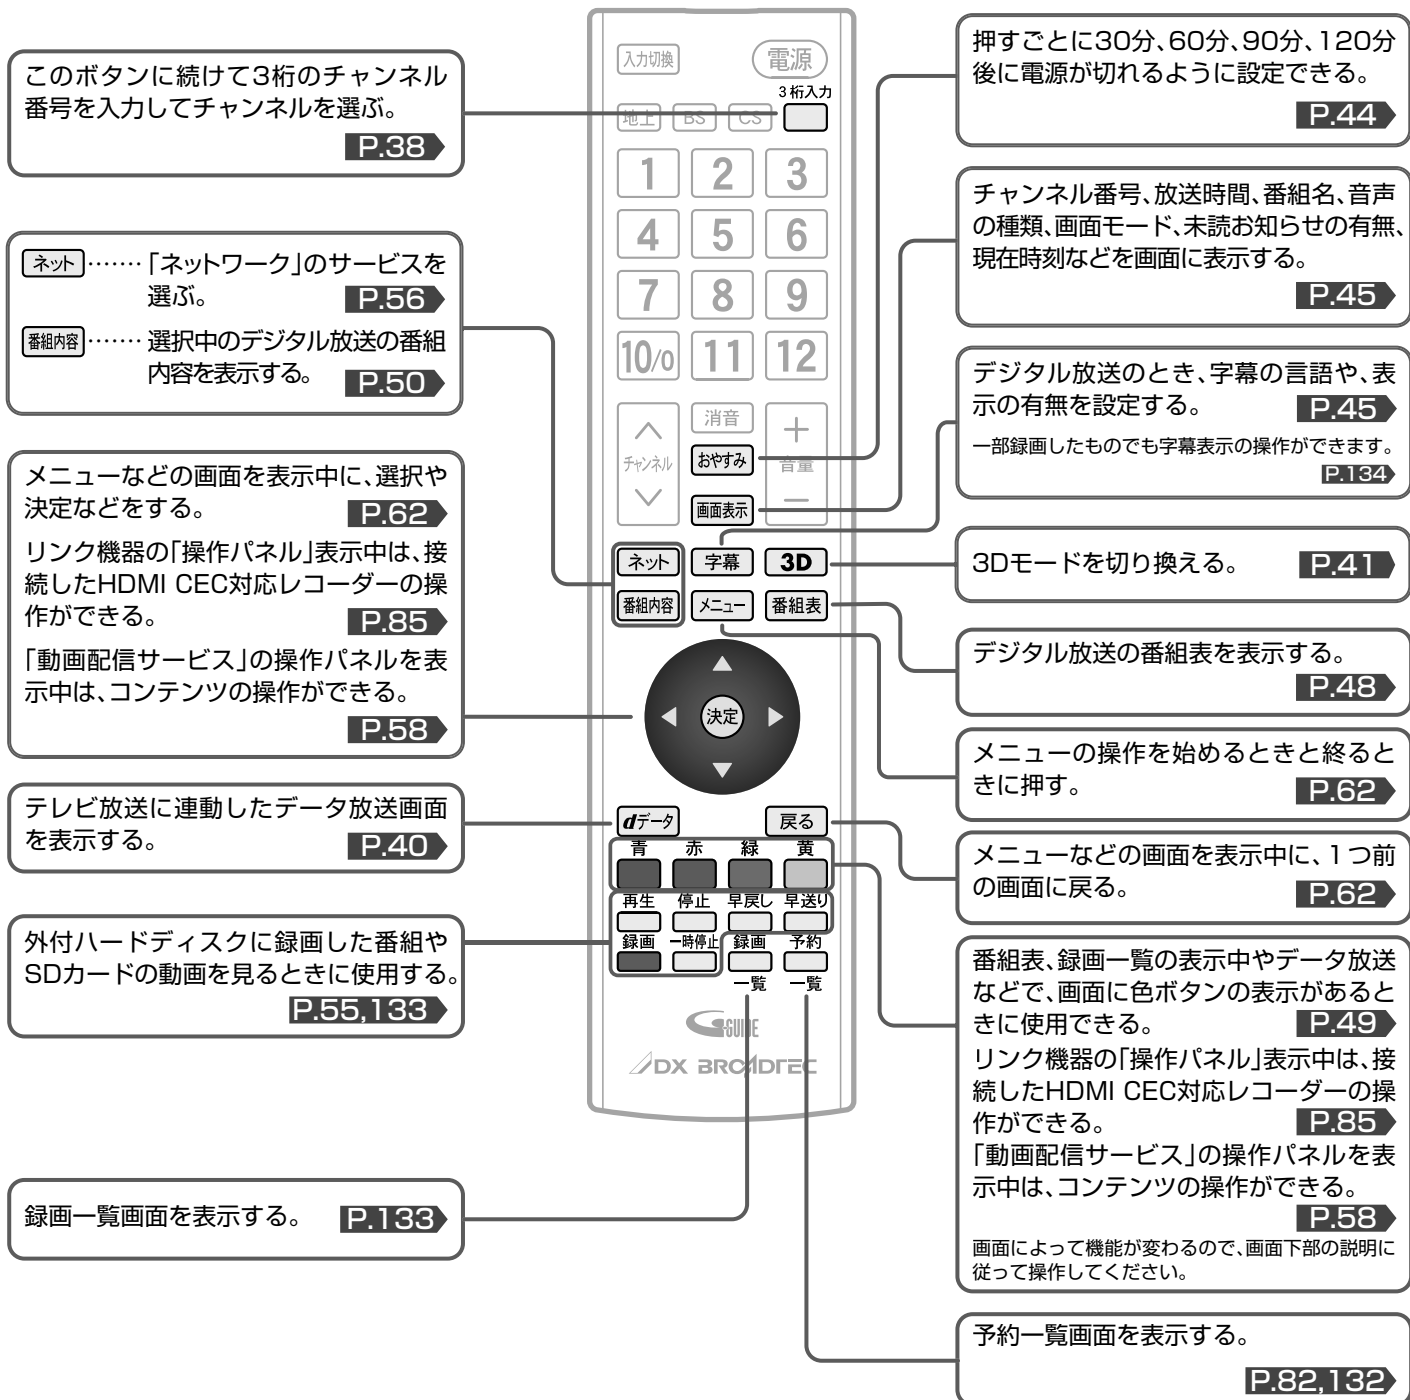 このボタンに続けて3桁のチャンネル
番号を入力してチャンネルを選ぶ。
P.38
ネット……「ネットワーク」のサービスを
選ぶ。 P.56
番組内容……選択中のデジタル放送の番組
内容を表示する。 P.50
メニューなどの画面を表示中に、選択や
決定などをする。 P.62
リンク機器の「操作パネル」表示中は、接
続したHDMI CEC対応レコーダーの操
作ができる。 P.85
「動画配信サービス」の操作パネルを表
示中は、コンテンツの操作ができる。
P.58
テレビ放送に連動したデータ放送画面
を表示する。 P.40
外付ハードディスクに録画した番組や
SDカードの動画を見るときに使用する。
P.55,133
録画一覧画面を表示する。 P.133
入力切換 電源
3桁入力
地上 BS CS
1 2 3
4 5 6
7 8 9
10/0 11 12
消音
チャンネル おやすみ 音量
画面表示
ネット 字幕 3D
番組内容 メニュー 番組表
決定
dデータ 戻る
青 赤 緑 黄
再生 停止 早戻し 早送り
録画 一時停止 録画 予約
一覧 一覧
G-GUIDE
DX BROADTEC
押すごとに30分、60分、90分、120分
後に電源が切れるように設定できる。
P.44
チャンネル番号、放送時間、番組名、音声
の種類、画面モード、未読お知らせの有無、
現在時刻などを画面に表示する。
P.45
デジタル放送のとき、字幕の言語や、表
示の有無を設定する。 P.45
一部録画したものでも字幕表示の操作ができます。
P.134
3Dモードを切り換える。 P.41
デジタル放送の番組表を表示する。
P.48
メニューの操作を始めるときと終ると
きに押す。 P.62
メニューなどの画面を表示中に、1つ前
の画面に戻る。 P.62
番組表、録画一覧の表示中やデータ放送
などで、画面に色ボタンの表示があると
きに使用できる。 P.49
リンク機器の「操作パネル」表示中は、接
続したHDMI CEC対応レコーダーの操
作ができる。 P.85
「動画配信サービス」の操作パネルを表
示中は、コンテンツの操作ができる。
P.58
画面によって機能が変わるので、画面下部の説明に
従って操作してください。
予約一覧画面を表示する。
P.82,132